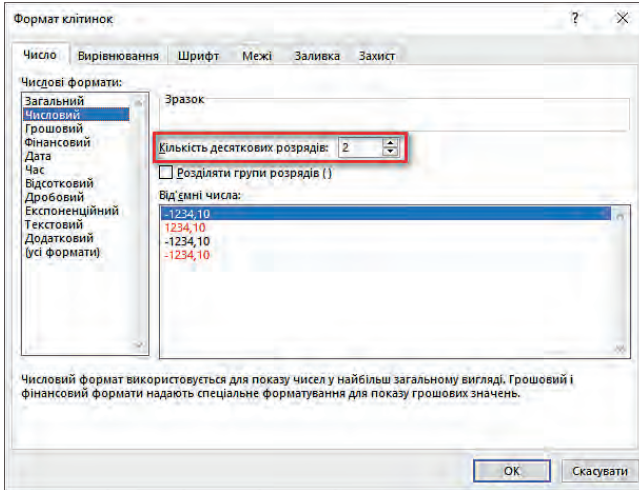 Формат клітинок
? ×
Число Вирівнювання Шрифт Межі Заливка Захист
Числові формати:
Загальний
Числовий
Грошовий
Фінансовий
Дата
Час
Відсотковий
Дробовий
Експоненційний
Текстовий
Додатковий
(усі формати)
Зразок
Кількість десяткових розрядів: 2
Розділяти групи розрядів ( )
Від'ємні числа:
-1234,10
1234,10
-1234,10
-1234,10
Числовий формат використовується для показу чисел у найбільш загальному вигляді. Грошовий і
фінансовий формати надають спеціальне форматування для показу грошових значень.
ОК Скасувати